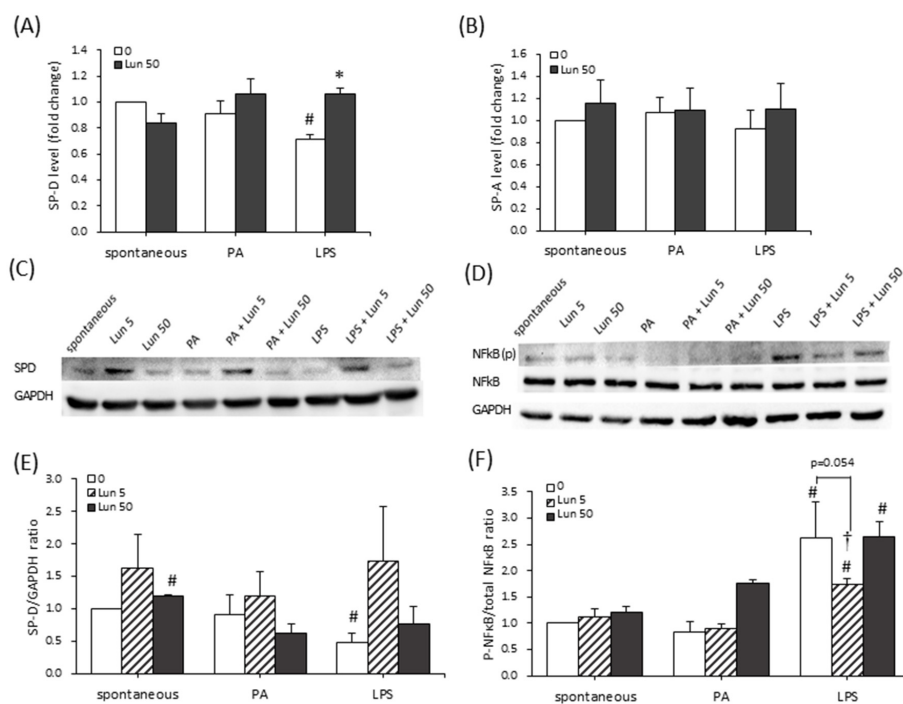 (A)
SP-D level (fold change)
1.4
1.2
1.0
0.8
0.6
0.4
0.2
0.0
0
Lun 50
#
*
spontaneous
PA
LPS
(B)
SP-A level (fold change)
1.6
1.4
1.2
1.0
0.8
0.6
0.4
0.2
0.0
0
Lun 50
spontaneous
PA
LPS
(C)
spontaneous
Lun 5
Lun 50
PA
PA + Lun 5
PA + Lun 50
LPS
LPS + Lun 5
LPS + Lun 50
SPD
GAPDH
(D)
spontaneous
Lun 5
Lun 50
PA
PA + Lun 5
PA + Lun 50
LPS
LPS + Lun 5
LPS + Lun 50
NFkB(p)
NFkB
GAPDH
(E)
SP-D/GAPDH ratio
3.0
2.5
2.0
1.5
1.0
0.5
0.0
0
Lun 5
Lun 50
#
#
spontaneous
PA
LPS
(F)
P-NFκB/total NFκB ratio
3.5
3.0
2.5
2.0
1.5
1.0
0.5
0.0
0
Lun 5
Lun 50
p=0.054
#
†
#
#
spontaneous
PA
LPS